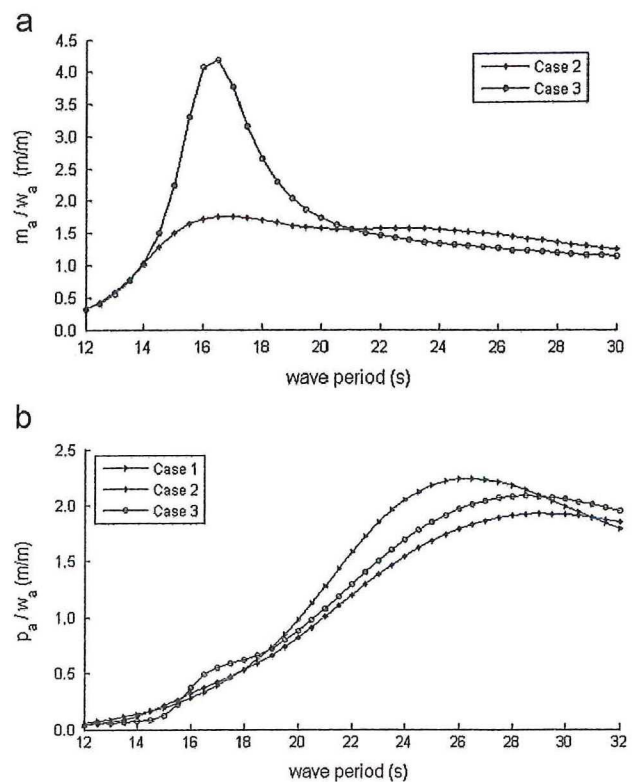 a
4.5
4.0
3.5
3.0
2.5
2.0
1.5
1.0
0.5
0.0
m_a / w_a (m/m)
Case 2
Case 3
12 14 16 18 20 22 24 26 28 30
wave period (s)
b
2.5
2.0
1.5
1.0
0.5
0.0
p_a / w_a (m/m)
Case 1
Case 2
Case 3
12 14 16 18 20 22 24 26 28 30 32
wave period (s)